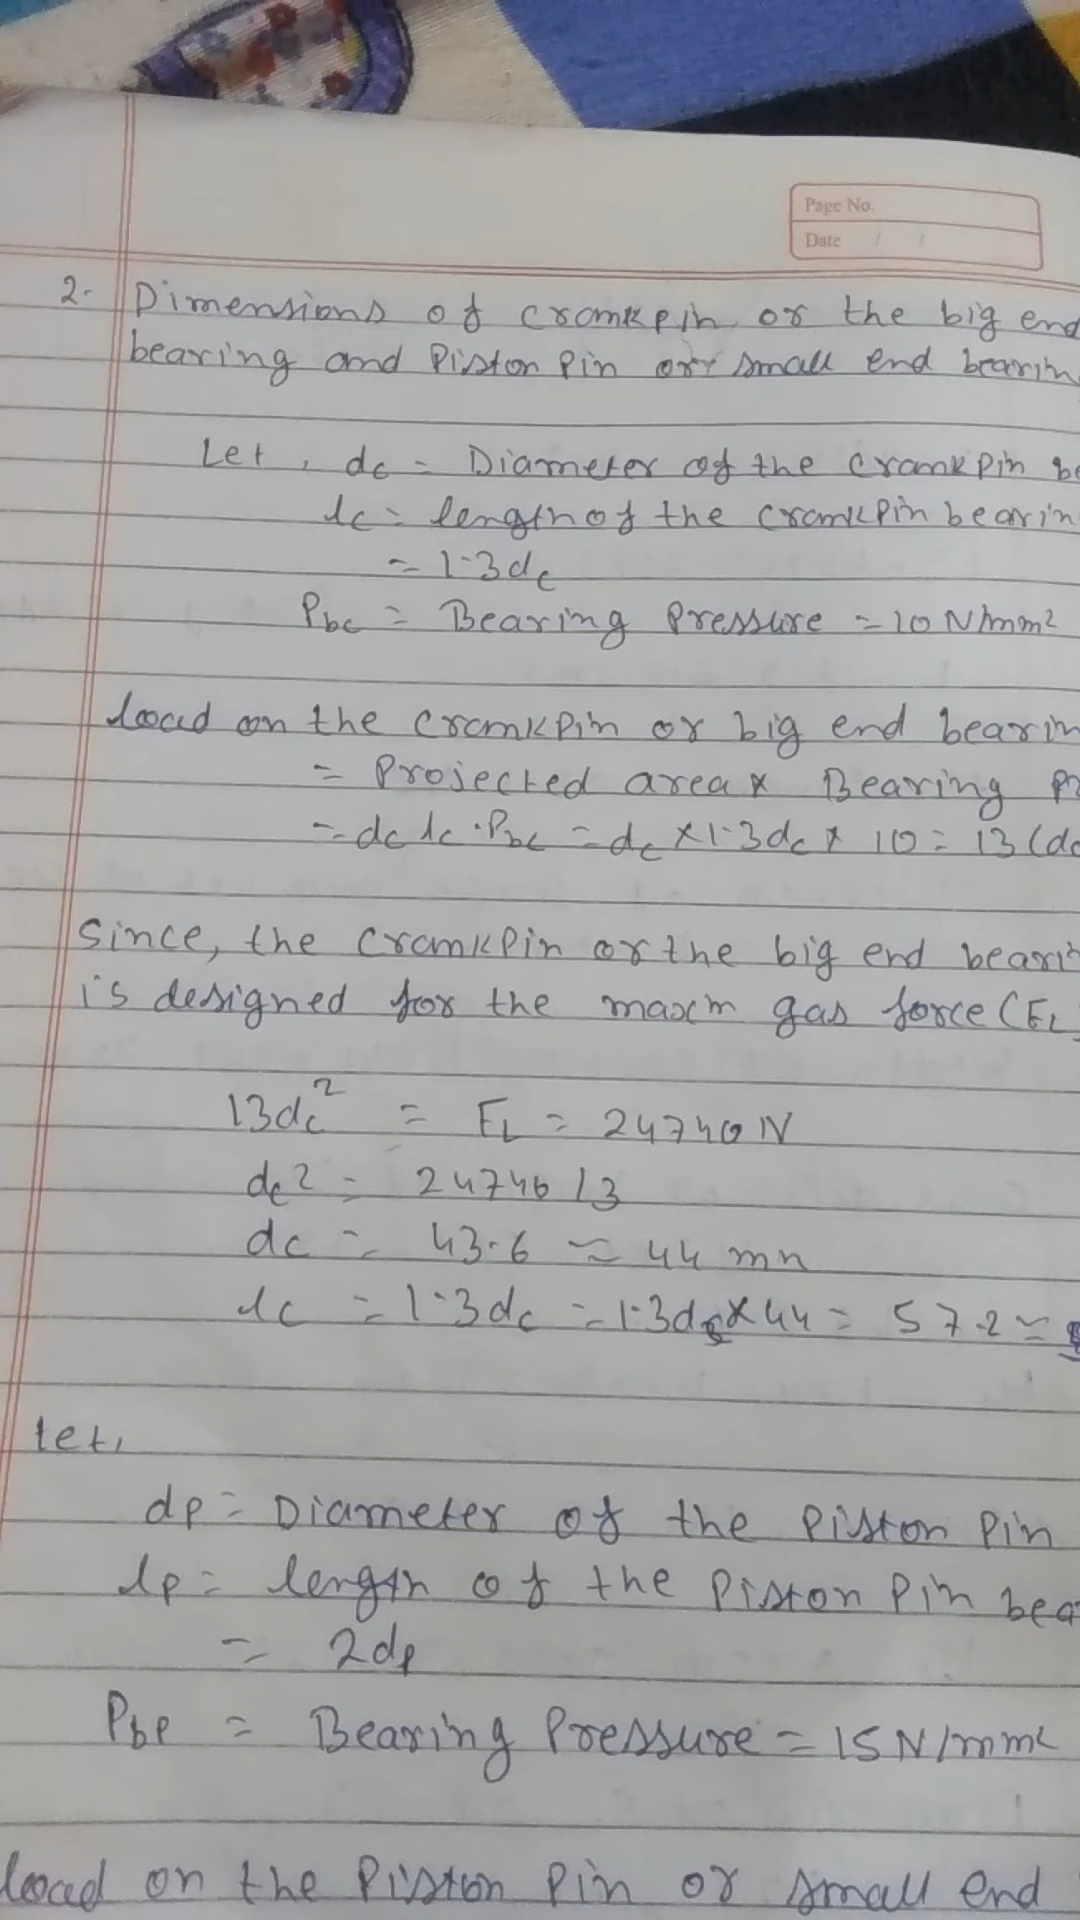 Page No.
Date / /
2. Dimensions of crankpin or the big end
bearing and Piston Pin or small end bearin
Let, dc = Diameter of the crankpin be
lc = length of the crankpin bearin
= 1.3dc
Pbc = Bearing Pressure = 10 N/mm²
load on the crankpin or big end bearin
= Projected area × Bearing Pr
= dc lc . Pbc = dc × 1.3dc × 10 = 13 (dc
Since, the crankpin or the big end beari
is designed for the maxm gas force (FL
13dc² = FL = 24740 N
dc² = 24740 13
dc = 43.6 ≃ 44 mm
lc = 1.3dc = 1.3dc × 44 = 57.2 ≃
let,
dp = Diameter of the Piston Pin
lp = length of the Piston Pin bea
= 2dp
PbP = Bearing Pressure = 15 N/mm²
load on the Piston Pin or small end